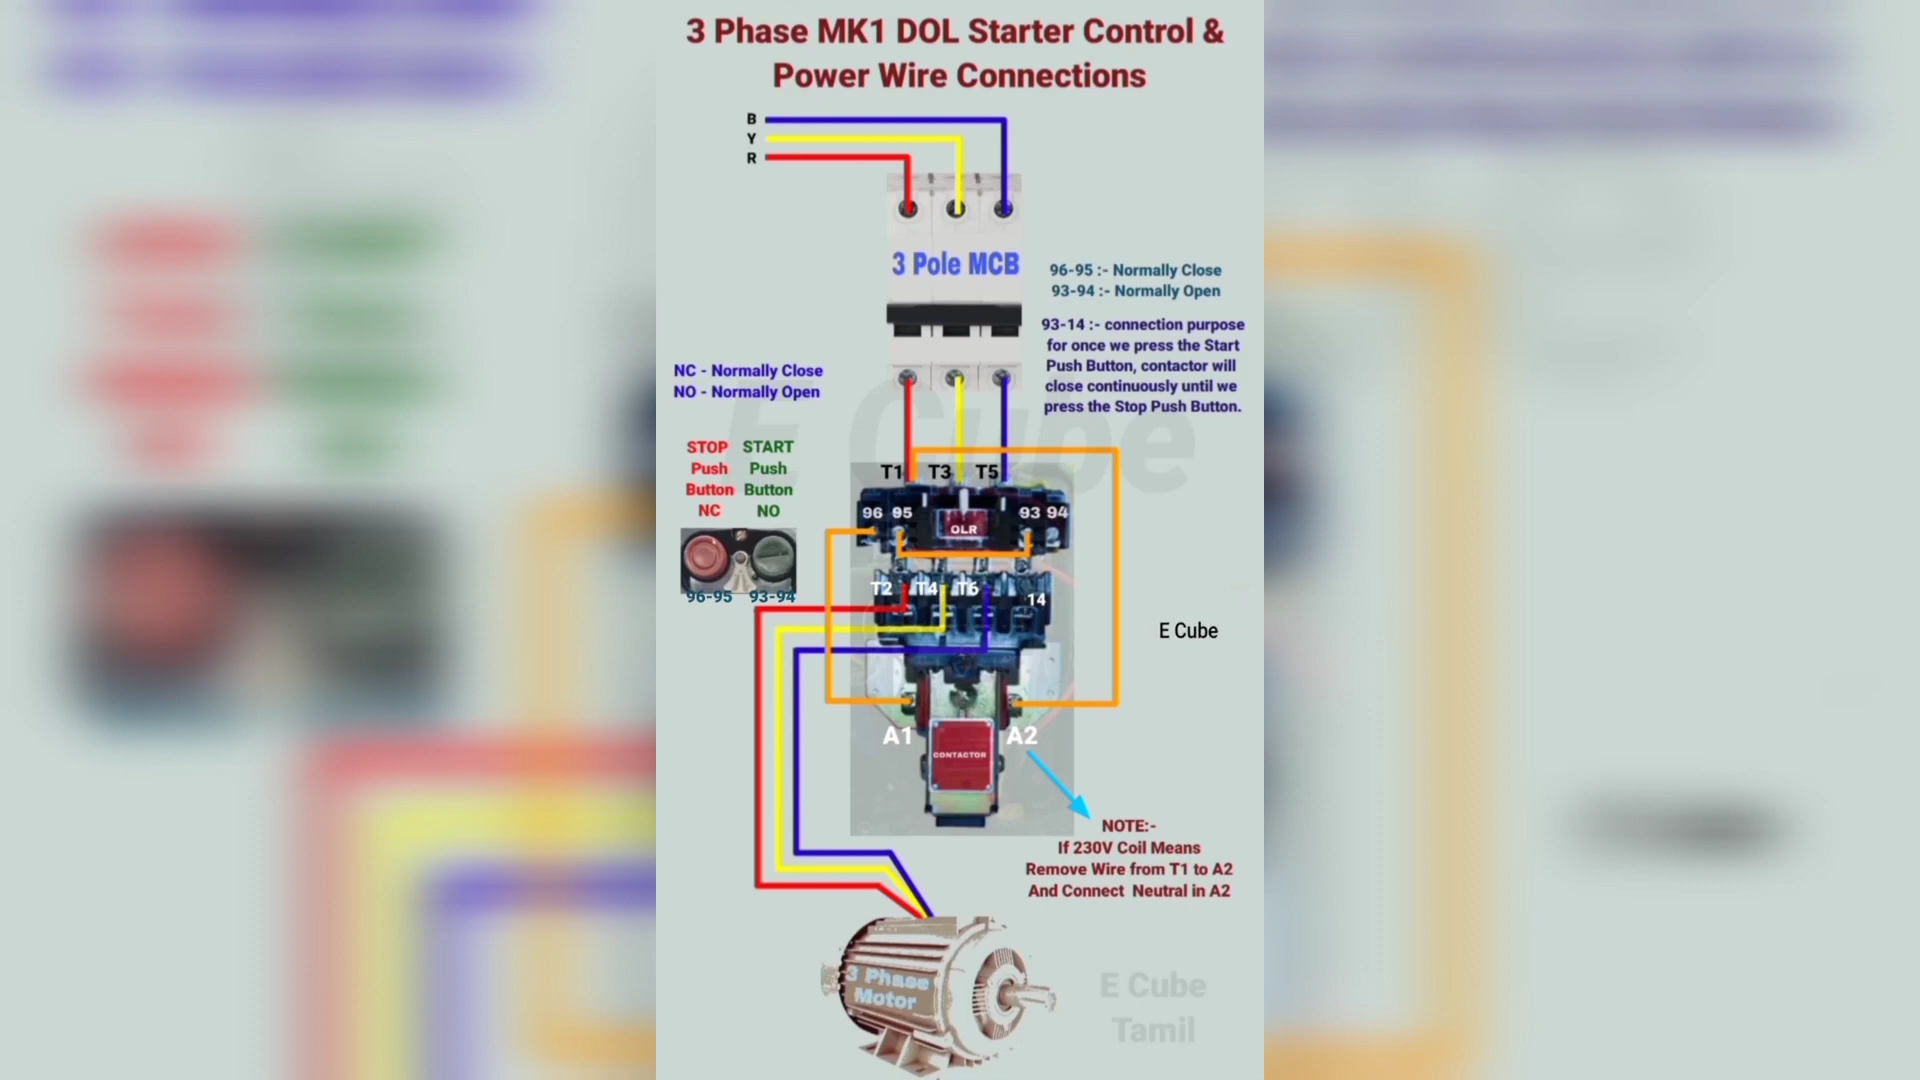 3 Phase MK1 DOL Starter Control &
Power Wire Connections
B
Y
R
3 Pole MCB
96-95 :- Normally Close
93-94 :- Normally Open
93-14 :- connection purpose
for once we press the Start
Push Button, contactor will
close continuously until we
press the Stop Push Button.
NC - Normally Close
NO - Normally Open
E Cube
STOP
Push
Button
NC
START
Push
Button
NO
96-95
93-94
T1
T3
T5
96
95
OLR
93
94
T2
T4
T6
14
E Cube
A1
A2
CONTACTOR
NOTE:-
If 230V Coil Means
Remove Wire from T1 to A2
And Connect Neutral in A2
3 Phase
Motor
E Cube
Tamil